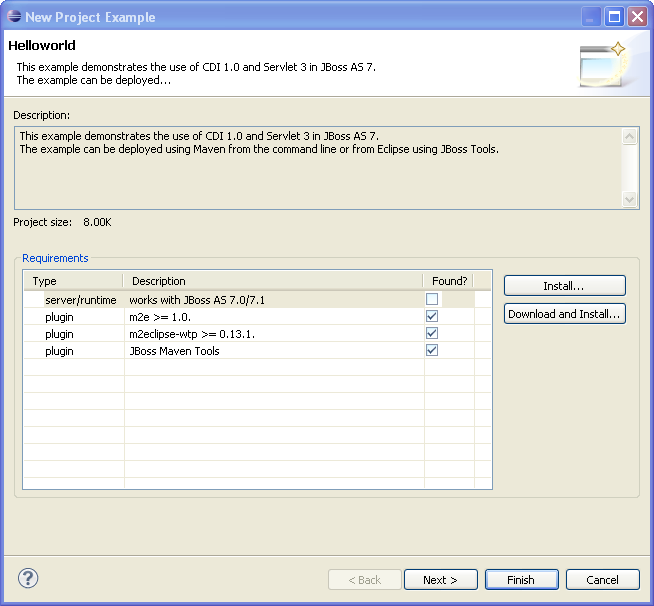 New Project Example
Helloworld
This example demonstrates the use of CDI 1.0 and Servlet 3 in JBoss AS 7.
The example can be deployed...
Description:
This example demonstrates the use of CDI 1.0 and Servlet 3 in JBoss AS 7.
The example can be deployed using Maven from the command line or from Eclipse using JBoss Tools.
Project size: 8.00K
Requirements
Type Description Found?
server/runtime works with JBoss AS 7.0/7.1
plugin m2e >= 1.0.
plugin m2eclipse-wtp >= 0.13.1.
plugin JBoss Maven Tools
Install...
Download and Install...
? < Back Next > Finish Cancel